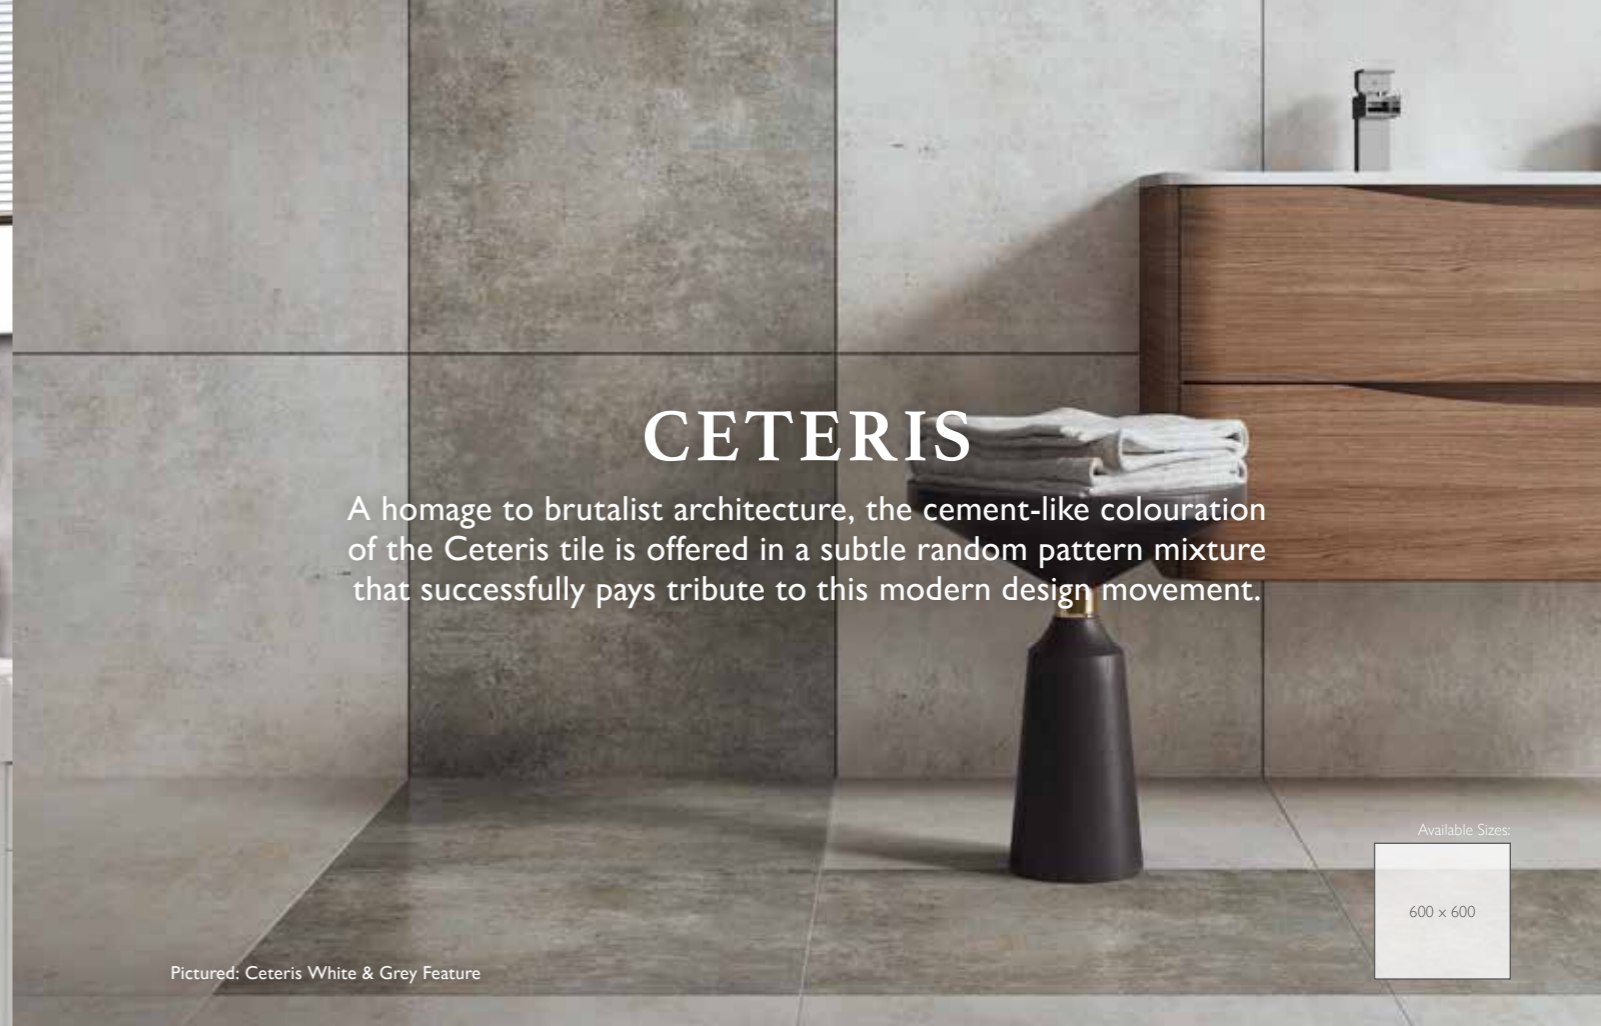 CETERIS
A homage to brutalist architecture, the cement-like colouration
of the Ceteris tile is offered in a subtle random pattern mixture
that successfully pays tribute to this modern design movement.
Available Sizes:
600 x 600
Pictured: Ceteris White & Grey Feature